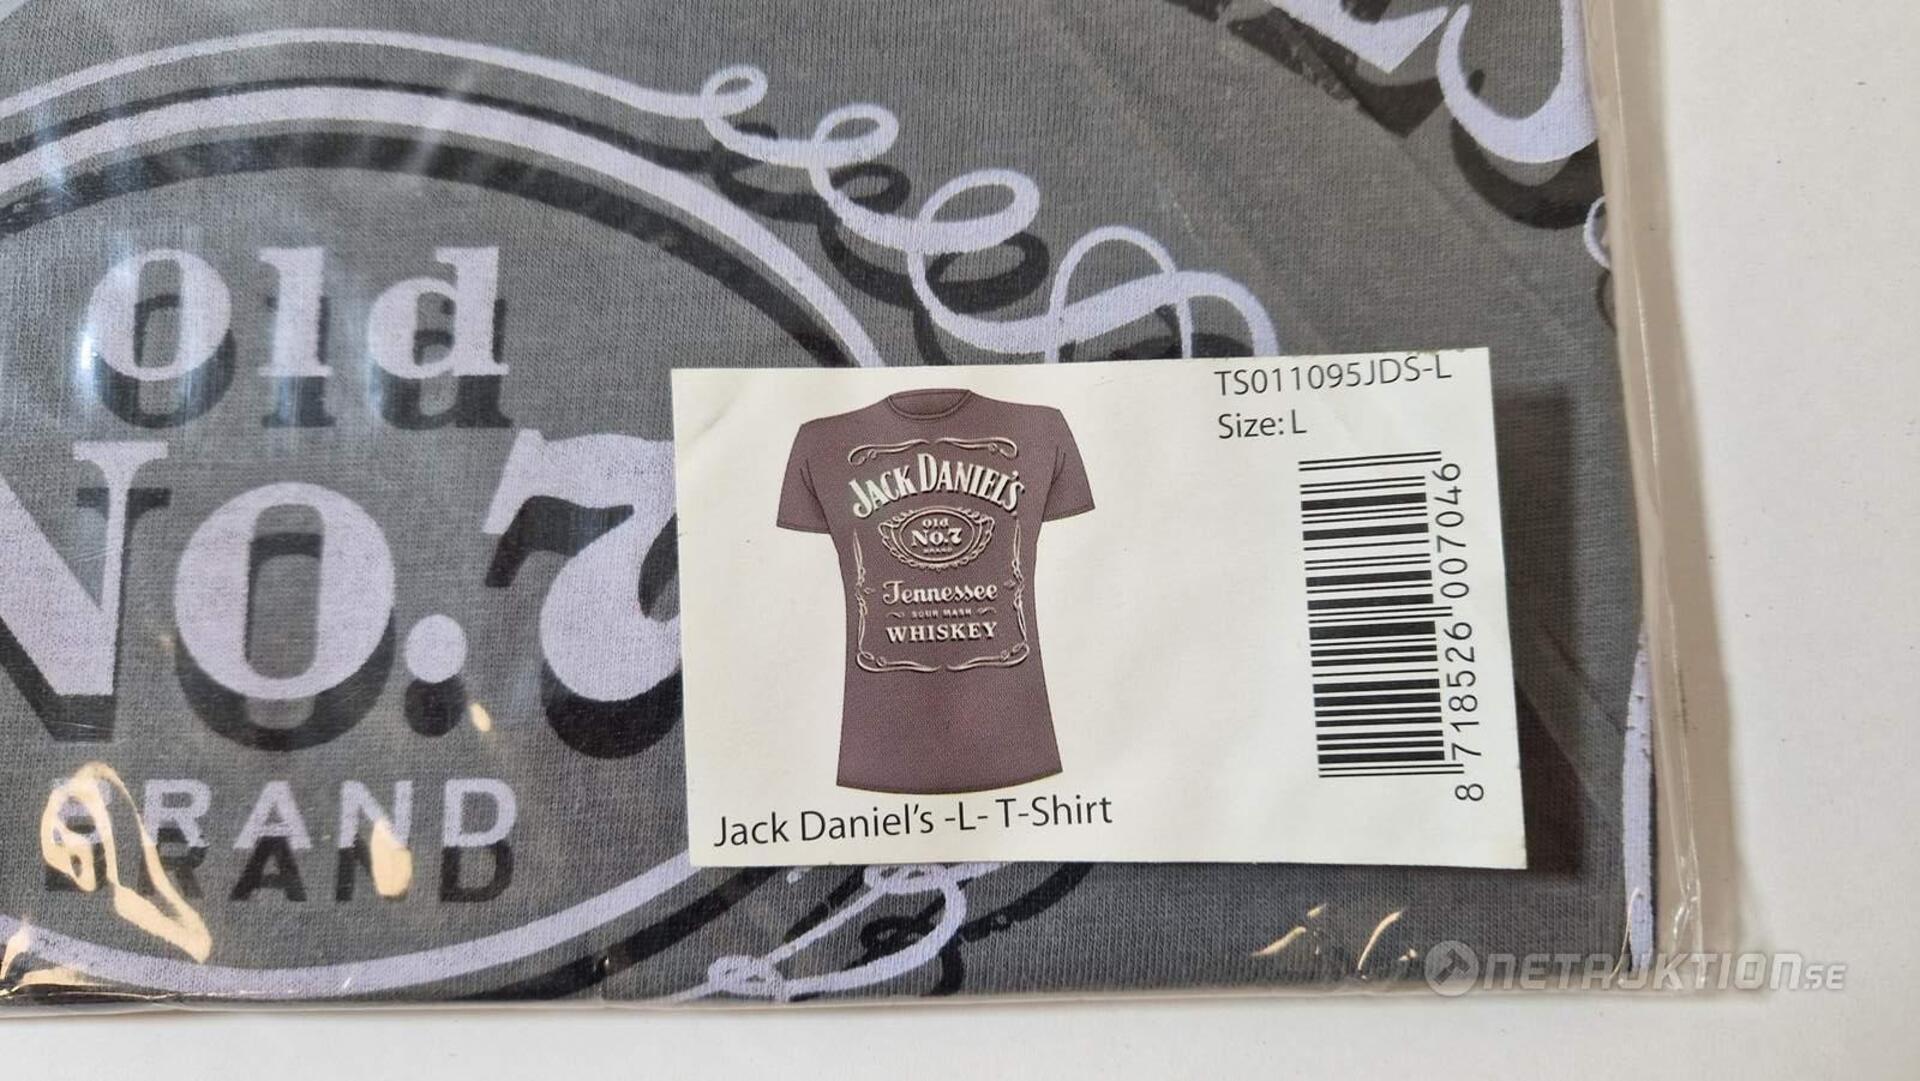 Old
No.7
BRAND
TS011095JDS-L
Size: L
JACK DANIEL'S
Old
No.7
BRAND
Tennessee
SOUR MASH
WHISKEY
8 718526 007046
Jack Daniel's -L- T-Shirt
NETAUKTION.SE